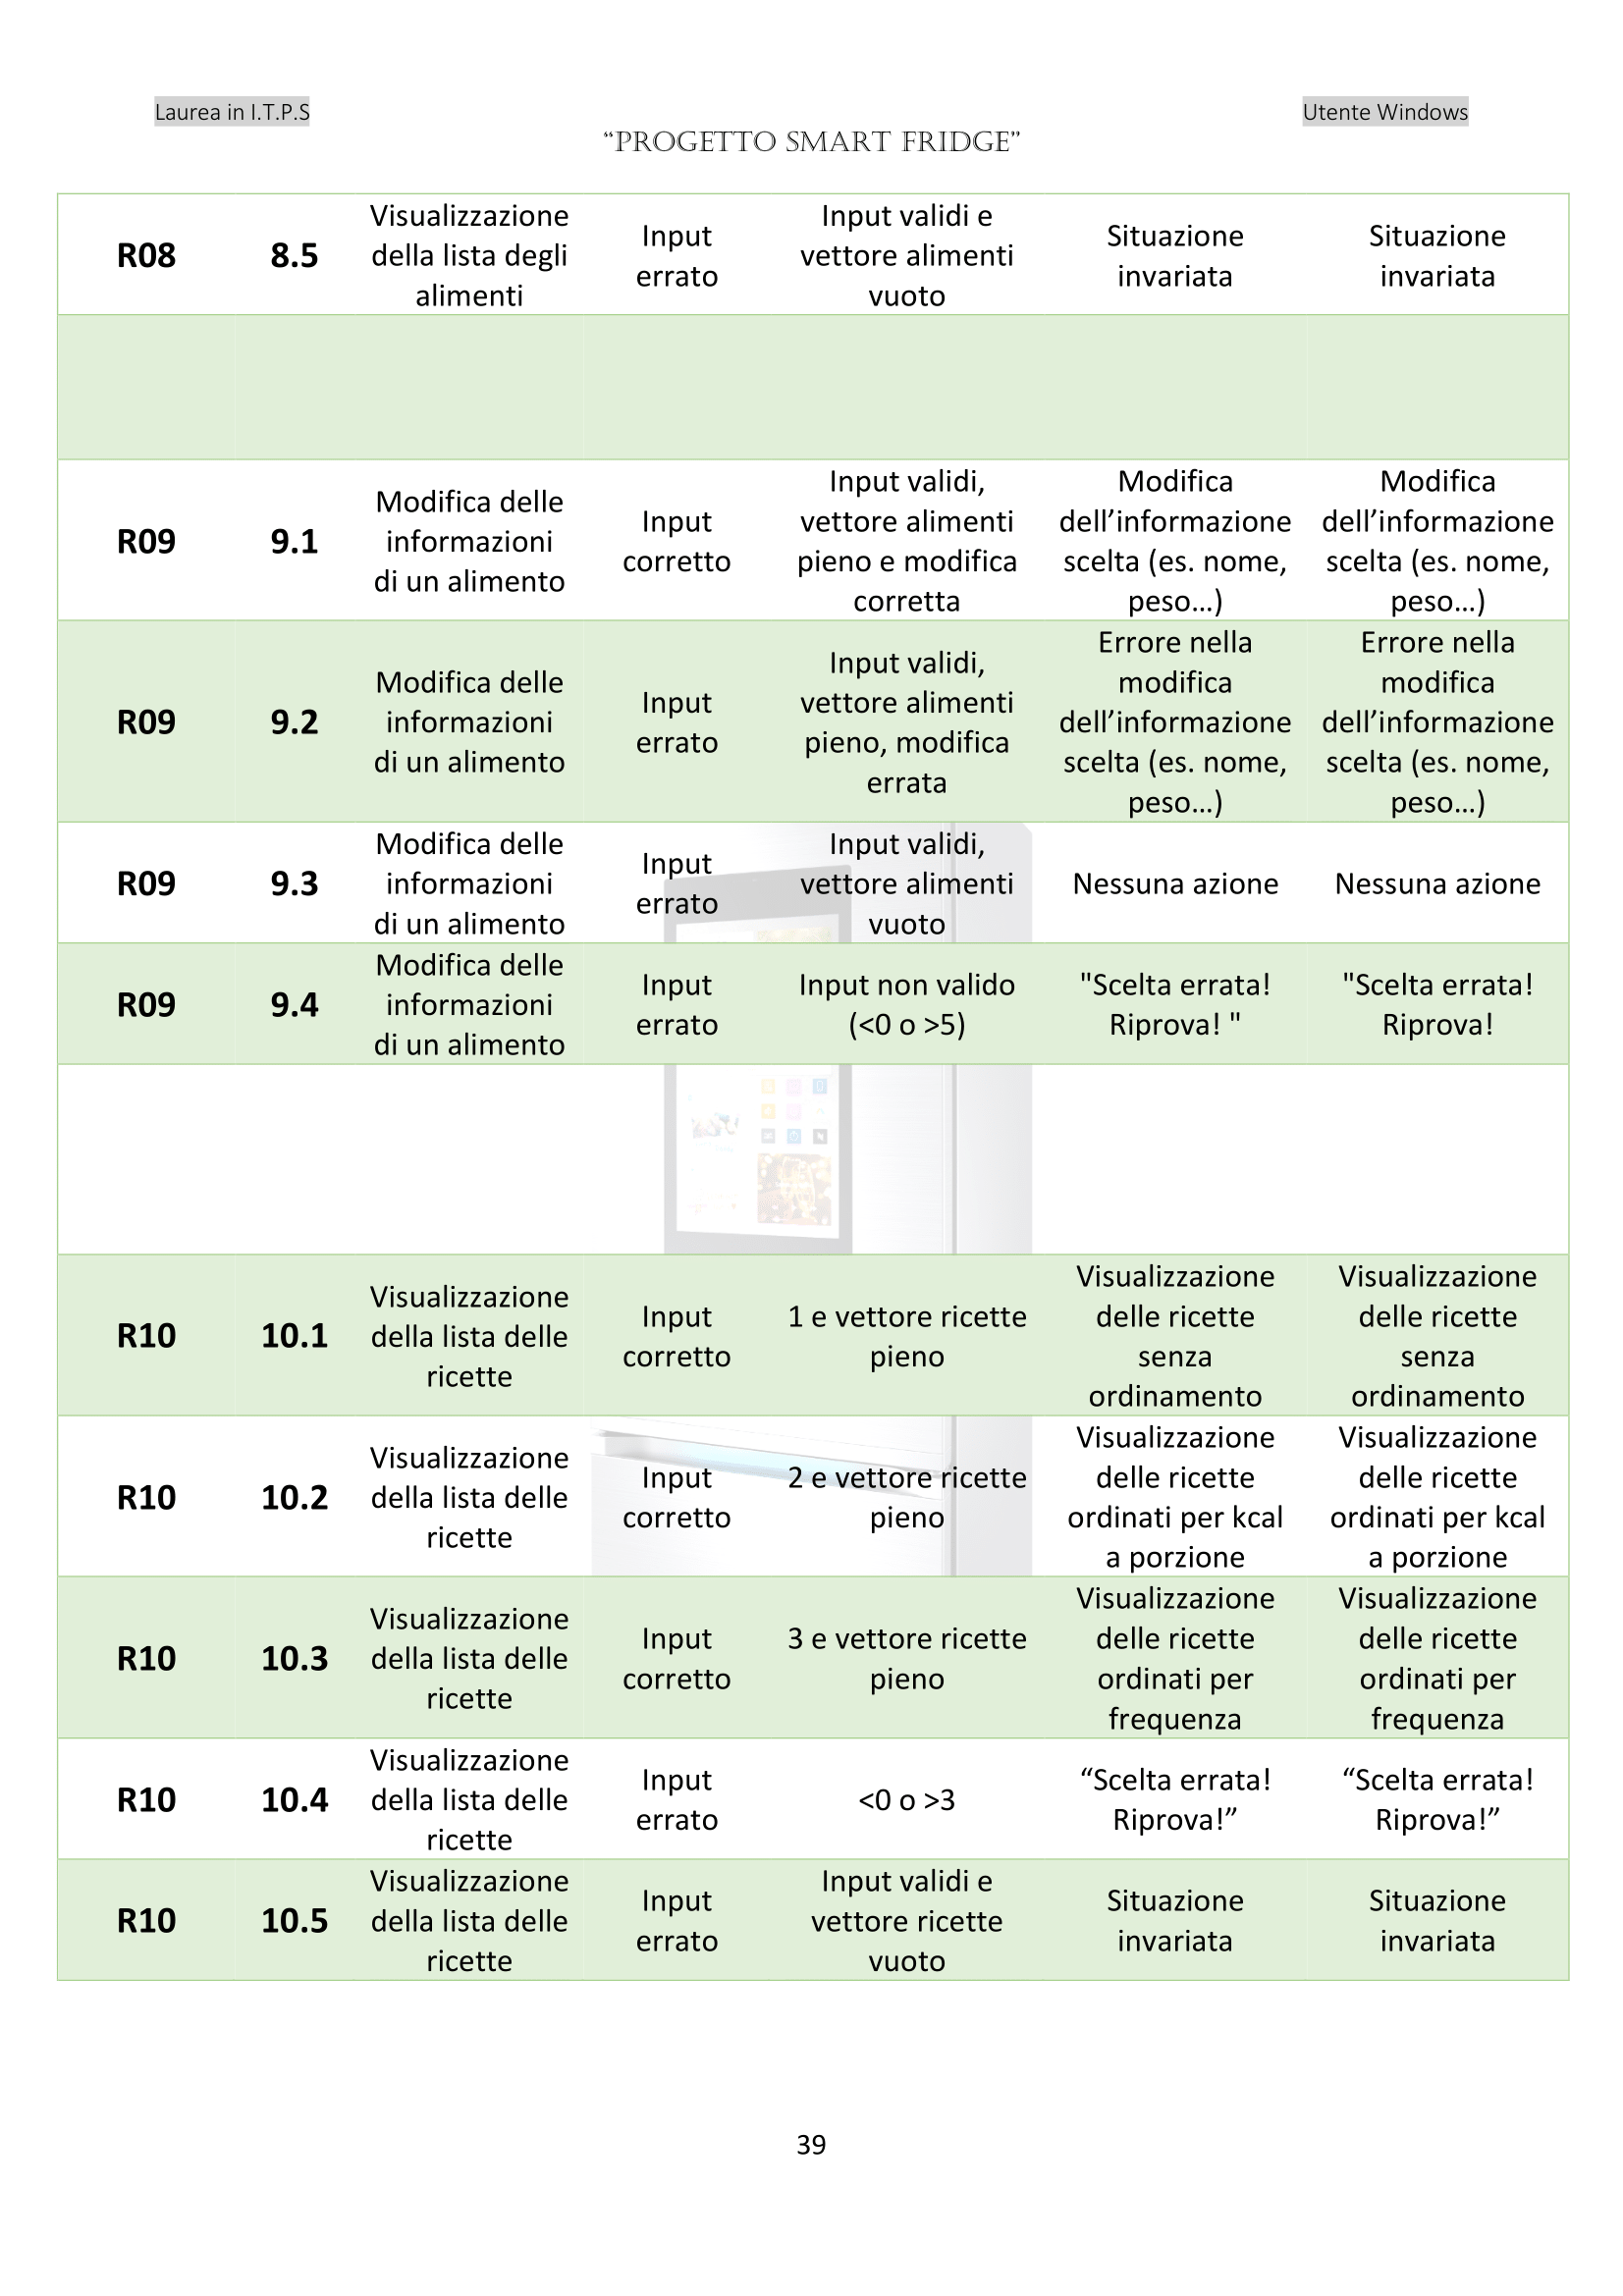 Laurea in I.T.P.S
Utente Windows
“PROGETTO SMART FRIDGE”
R08
8.5
Visualizzazione
della lista degli
alimenti
Input
errato
Input validi e
vettore alimenti
vuoto
Situazione
invariata
Situazione
invariata
R09
9.1
Modifica delle
informazioni
di un alimento
Input
corretto
Input validi,
vettore alimenti
pieno e modifica
corretta
Modifica
dell’informazione
scelta (es. nome,
peso…)
Modifica
dell’informazione
scelta (es. nome,
peso…)
R09
9.2
Modifica delle
informazioni
di un alimento
Input
errato
Input validi,
vettore alimenti
pieno, modifica
errata
Errore nella
modifica
dell’informazione
scelta (es. nome,
peso…)
Errore nella
modifica
dell’informazione
scelta (es. nome,
peso…)
R09
9.3
Modifica delle
informazioni
di un alimento
Input
errato
Input validi,
vettore alimenti
vuoto
Nessuna azione
Nessuna azione
R09
9.4
Modifica delle
informazioni
di un alimento
Input
errato
Input non valido
(<0 o >5)
"Scelta errata!
Riprova! "
"Scelta errata!
Riprova!
R10
10.1
Visualizzazione
della lista delle
ricette
Input
corretto
1 e vettore ricette
pieno
Visualizzazione
delle ricette
senza
ordinamento
Visualizzazione
delle ricette
senza
ordinamento
R10
10.2
Visualizzazione
della lista delle
ricette
Input
corretto
2 e vettore ricette
pieno
Visualizzazione
delle ricette
ordinati per kcal
a porzione
Visualizzazione
delle ricette
ordinati per kcal
a porzione
R10
10.3
Visualizzazione
della lista delle
ricette
Input
corretto
3 e vettore ricette
pieno
Visualizzazione
delle ricette
ordinati per
frequenza
Visualizzazione
delle ricette
ordinati per
frequenza
R10
10.4
Visualizzazione
della lista delle
ricette
Input
errato
<0 o >3
“Scelta errata!
Riprova!”
“Scelta errata!
Riprova!”
R10
10.5
Visualizzazione
della lista delle
ricette
Input
errato
Input validi e
vettore ricette
vuoto
Situazione
invariata
Situazione
invariata
39